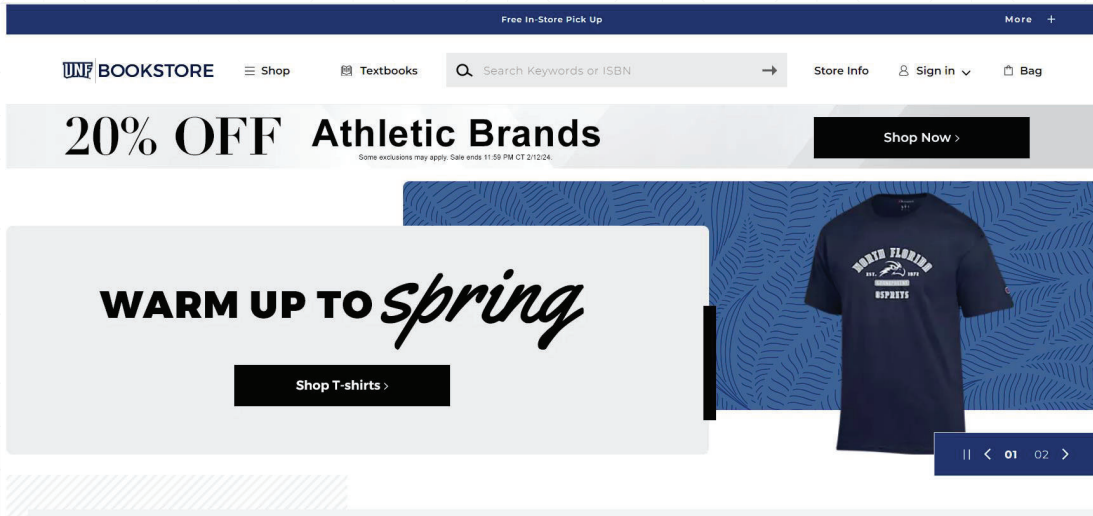 Free In-Store Pick Up
More +
UNF BOOKSTORE
Shop
Textbooks
Search Keywords or ISBN
Store Info
Sign in
Bag
20% OFF Athletic Brands
Some exclusions may apply. Sale ends 11:59 PM CT 2/12/24.
Shop Now >
WARM UP TO spring
Shop T-shirts >
NORTH FLORIDA
EST.
OSPREYS
01 02